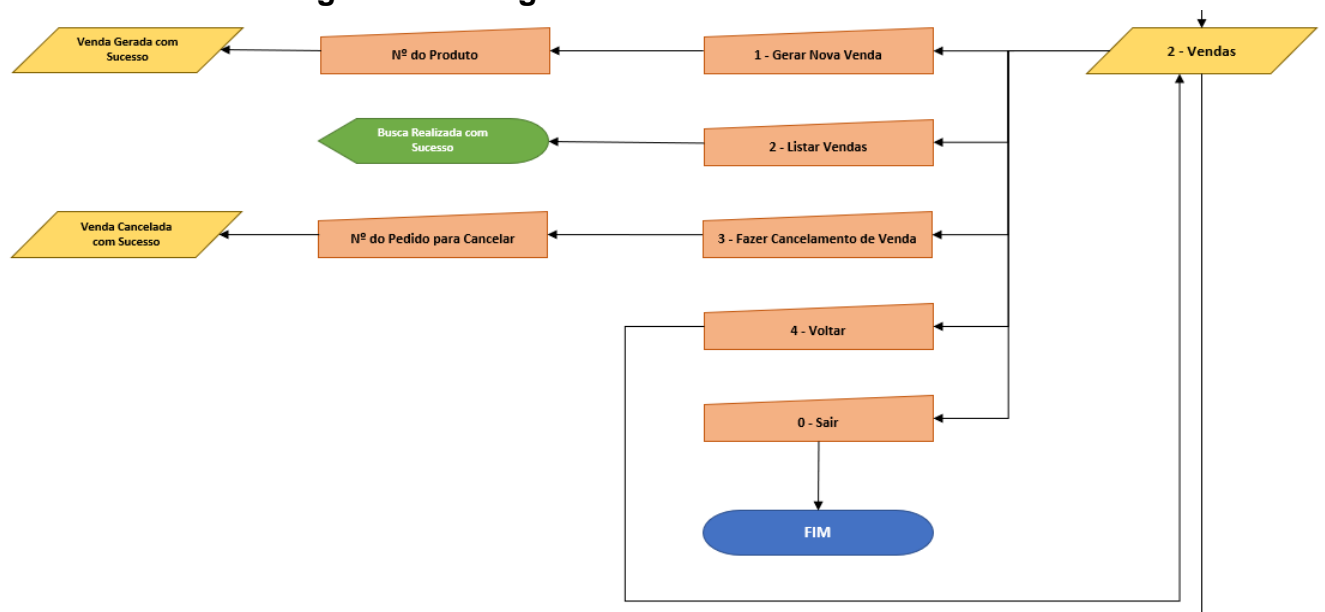 Venda Gerada com
Sucesso
Nº do Produto
1 - Gerar Nova Venda
2 - Vendas
Busca Realizada com
Sucesso
2 - Listar Vendas
Venda Cancelada
com Sucesso
Nº do Pedido para Cancelar
3 - Fazer Cancelamento de Venda
4 - Voltar
0 - Sair
FIM